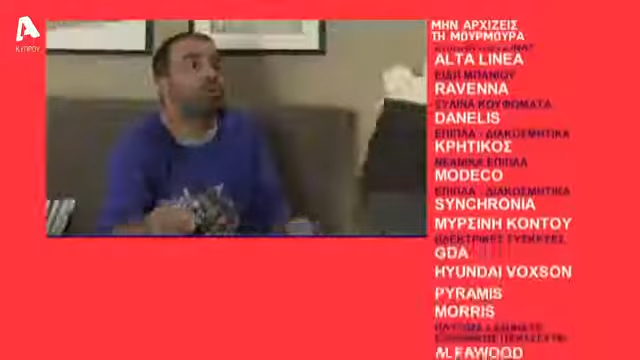 ΚΥΠΡΟΥ
ΜΗΝ ΑΡΧΙΖΕΙΣ
ΤΗ ΜΟΥΡΜΟΥΡΑ
ALTA LINEA
ΕΙΔΗ ΜΠΑΝΙΟΥ
RAVENNA
ΞΥΛΙΝΑ ΚΟΥΦΩΜΑΤΑ
DANELIS
ΕΠΙΠΛΑ - ΔΙΑΚΟΣΜΗΤΙΚΑ
ΚΡΗΤΙΚΟΣ
ΝΕΑΝΙΚΑ ΕΠΙΠΛΑ
MODECO
ΕΠΙΠΛΑ - ΔΙΑΚΟΣΜΗΤΙΚΑ
SYNCHRONIA
ΜΥΡΣΙΝΗ ΚΟΝΤΟΥ
ΗΛΕΚΤΡΙΚΕΣ ΣΥΣΚΕΥΕΣ
GDA
HYUNDAI VOXSON
PYRAMIS
MORRIS
ALFAWOOD